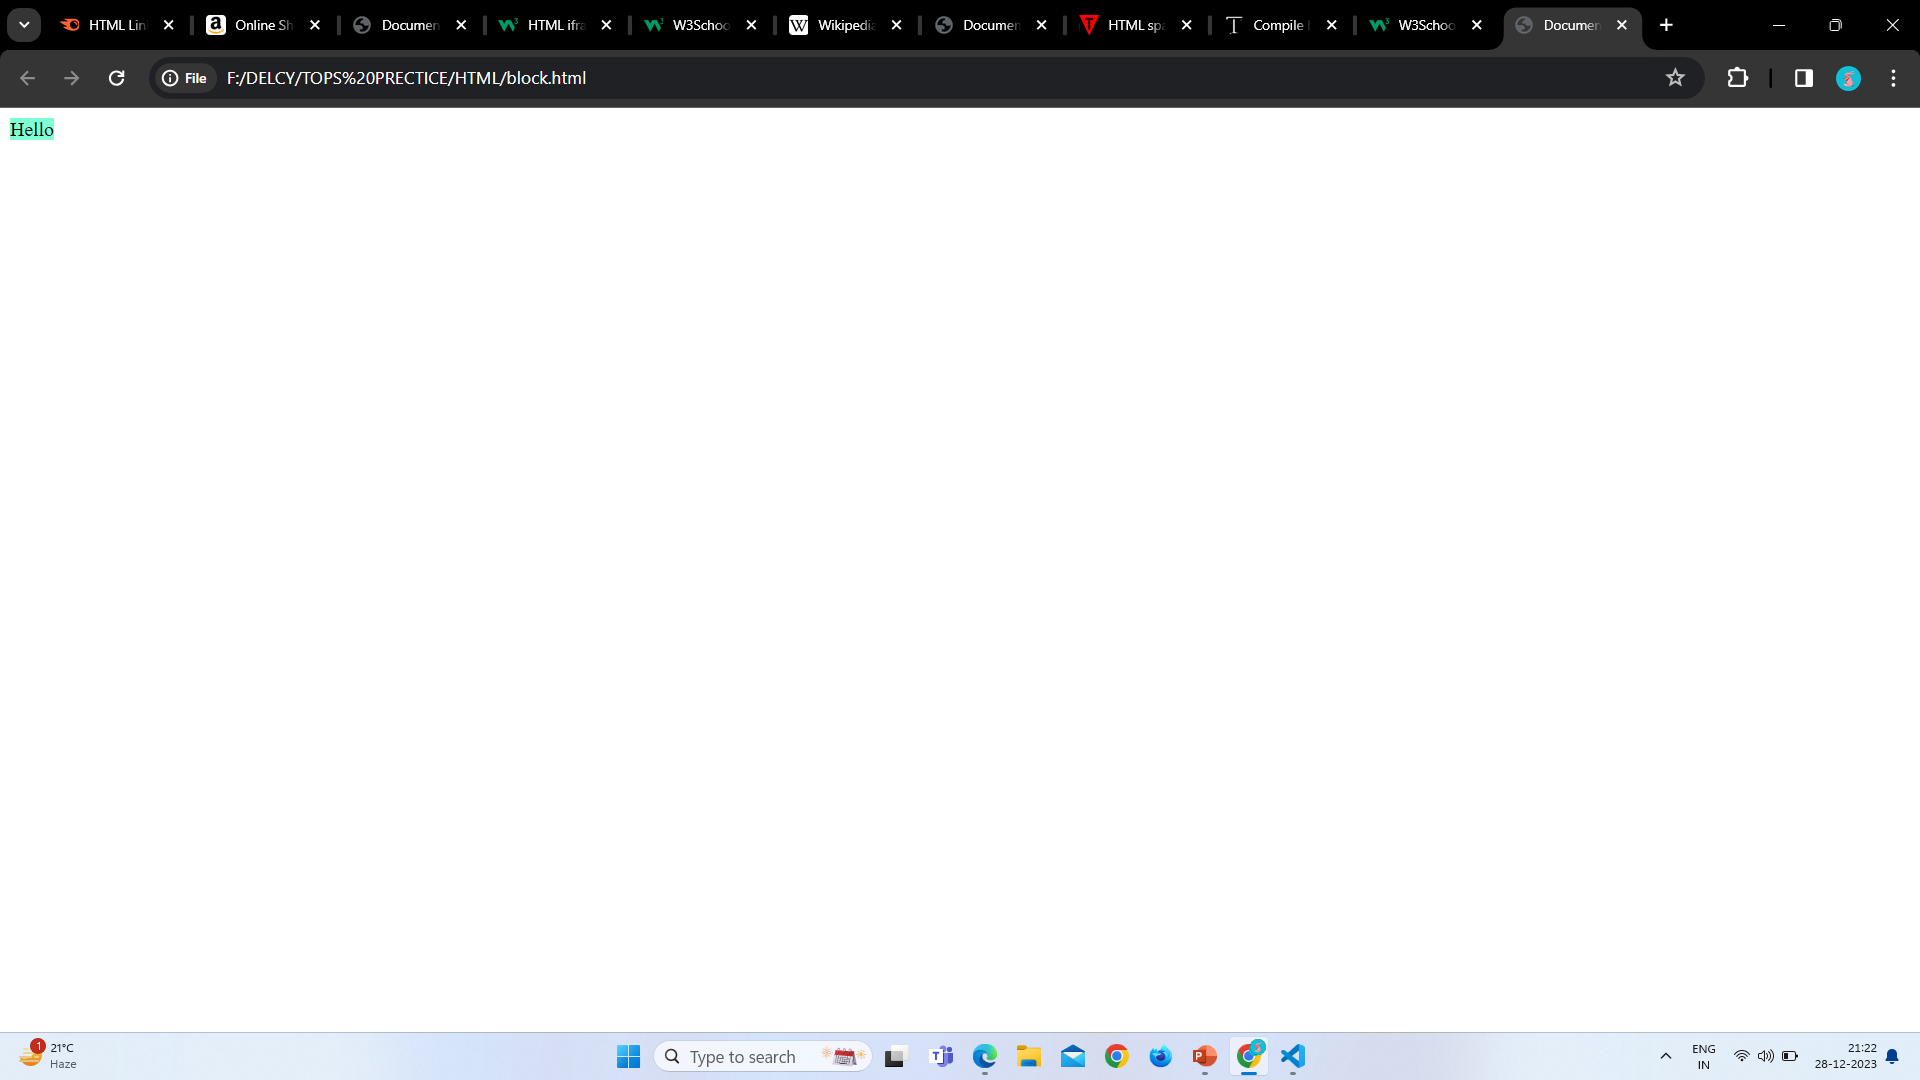 HTML Lin
Online Sh
Documen
HTML ifra
W3Schoo
Wikipedia
Documen
HTML spa
Compile
W3Schoo
Documen
File
F:/DELCY/TOPS%20PRECTICE/HTML/block.html
Hello
1
21°C
Haze
Type to search
ENG
IN
21:22
28-12-2023